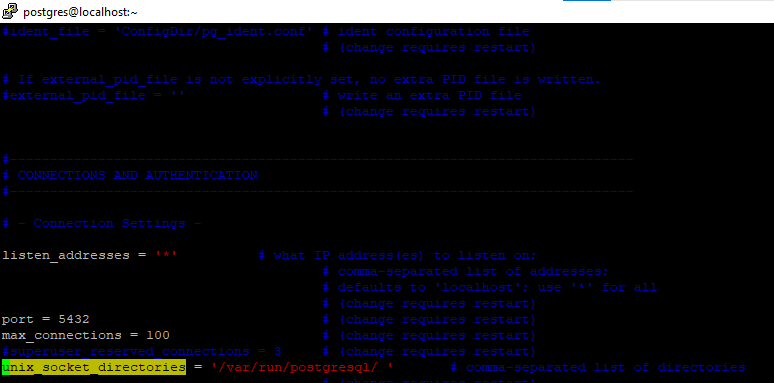 postgres@localhost:~
#ident_file = 'ConfigDir/pg_ident.conf' # ident configuration file
# (change requires restart)
# If external_pid_file is not explicitly set, no extra PID file is written.
#external_pid_file = '' # write an extra PID file
# (change requires restart)
#------------------------------------------------------------------------------
# CONNECTIONS AND AUTHENTICATION
#------------------------------------------------------------------------------
# - Connection Settings -
listen_addresses = '*' # what IP address(es) to listen on;
# comma-separated list of addresses;
# defaults to 'localhost'; use '*' for all
# (change requires restart)
port = 5432 # (change requires restart)
max_connections = 100 # (change requires restart)
#superuser_reserved_connections = 3 # (change requires restart)
unix_socket_directories = '/var/run/postgresql/ ' # comma-separated list of directories
# (change requires restart)